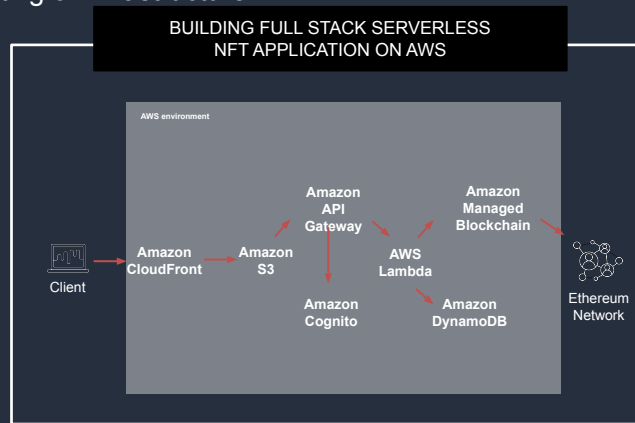 BUILDING FULL STACK SERVERLESS
NFT APPLICATION ON AWS
AWS environment
Amazon
API
Gateway
Amazon
Managed
Blockchain
Client
Amazon
CloudFront
Amazon
S3
AWS
Lambda
Ethereum
Network
Amazon
Cognito
Amazon
DynamoDB